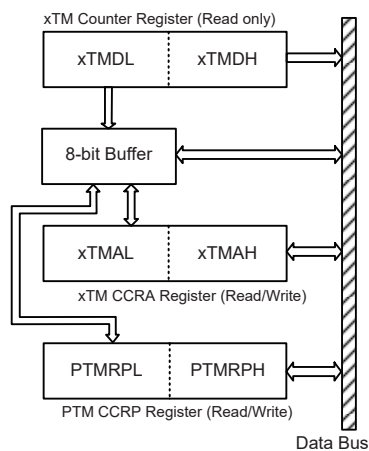 xTM Counter Register (Read only)
xTMDL xTMDH
8-bit Buffer
xTMAL xTMAH
xTM CCRA Register (Read/Write)
PTMRPL PTMRPH
PTM CCRP Register (Read/Write)
Data Bus